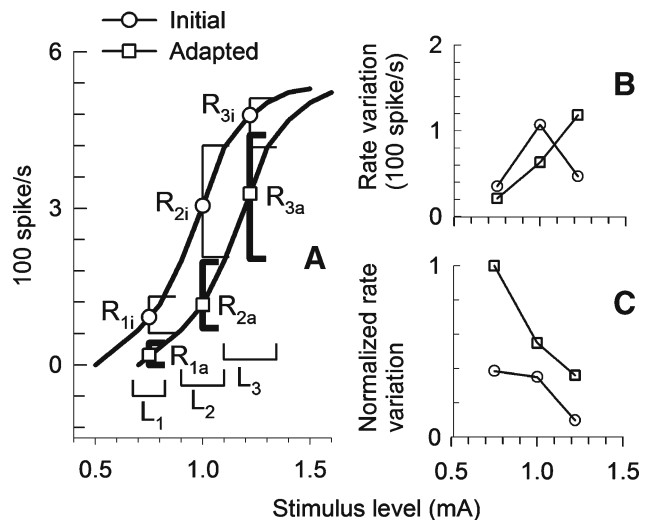 Initial
Adapted
6
3
0
100 spike/s
R3i
R2i
R3a
A
R1i
R2a
R1a
L1
L2
L3
0.5
1.0
1.5
Stimulus level (mA)
2
1
0
Rate variation
(100 spike/s)
B
1
0
Normalized rate
variation
C
0.5
1.0
1.5